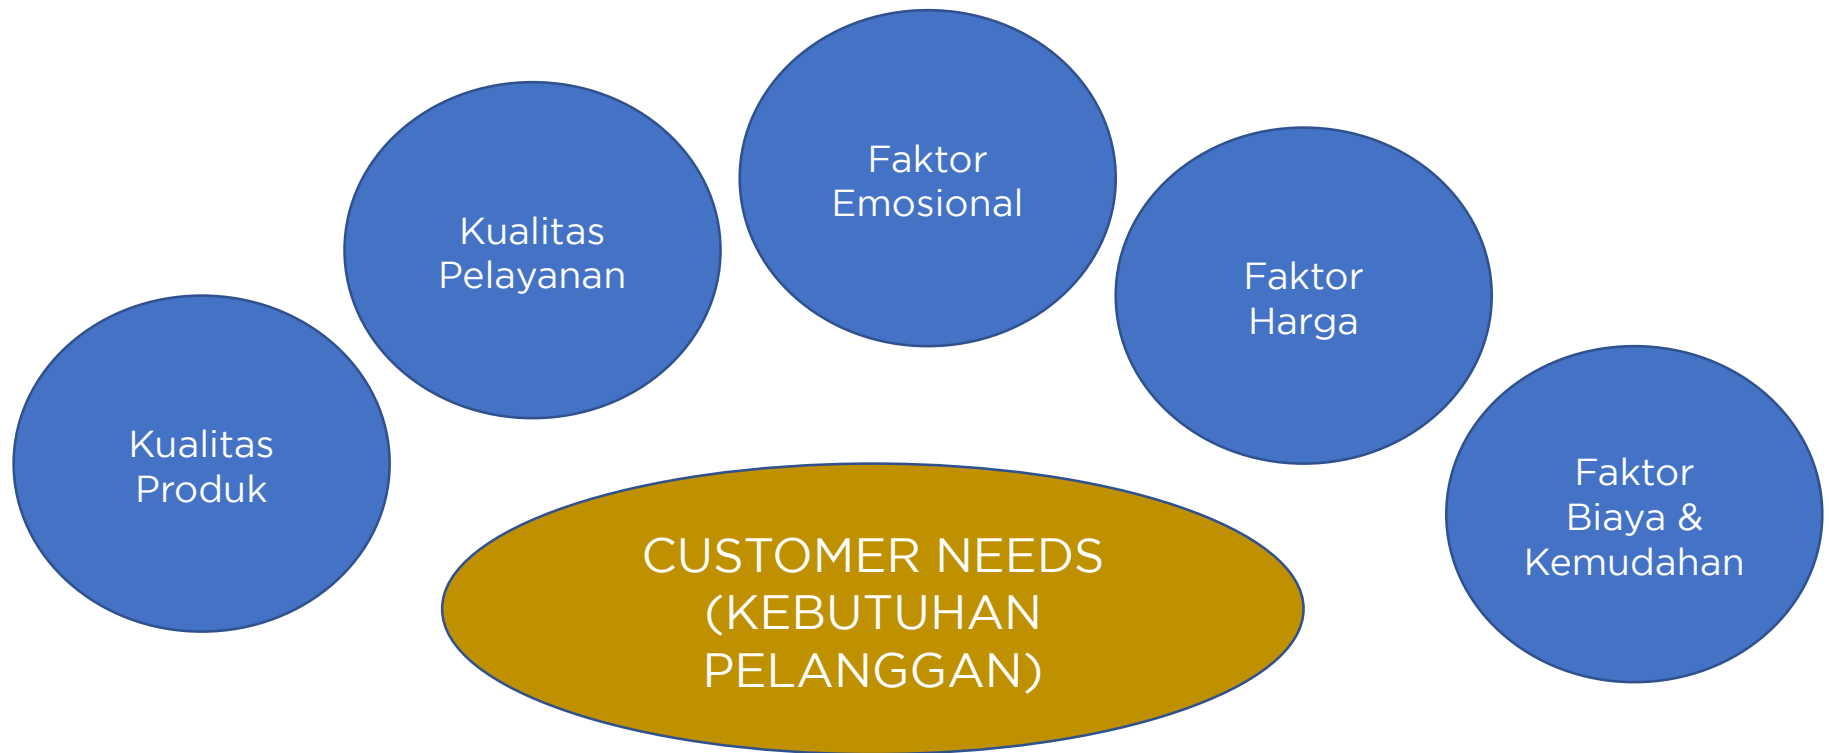 Kualitas
Produk
Kualitas
Pelayanan
Faktor
Emosional
Faktor
Harga
Faktor
Biaya &
Kemudahan
CUSTOMER NEEDS
(KEBUTUHAN
PELANGGAN)